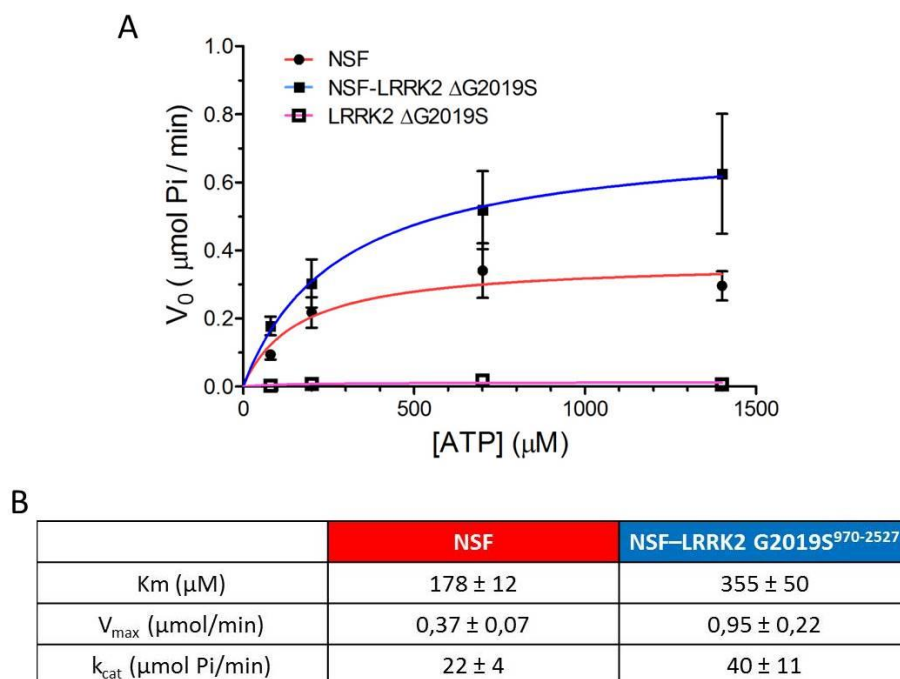 A
1.0
0.8
0.6
0.4
0.2
0.0
V₀ ( μmol Pi / min )
NSF
NSF-LRRK2 ΔG2019S
LRRK2 ΔG2019S
0 500 1000 1500
[ATP] (μM)
B
NSF NSF–LRRK2 G2019S⁹⁷⁰⁻²⁵²⁷
Km (μM) 178 ± 12 355 ± 50
Vₘₐₓ (μmol/min) 0,37 ± 0,07 0,95 ± 0,22
k꜀ₐₜ (μmol Pi/min) 22 ± 4 40 ± 11